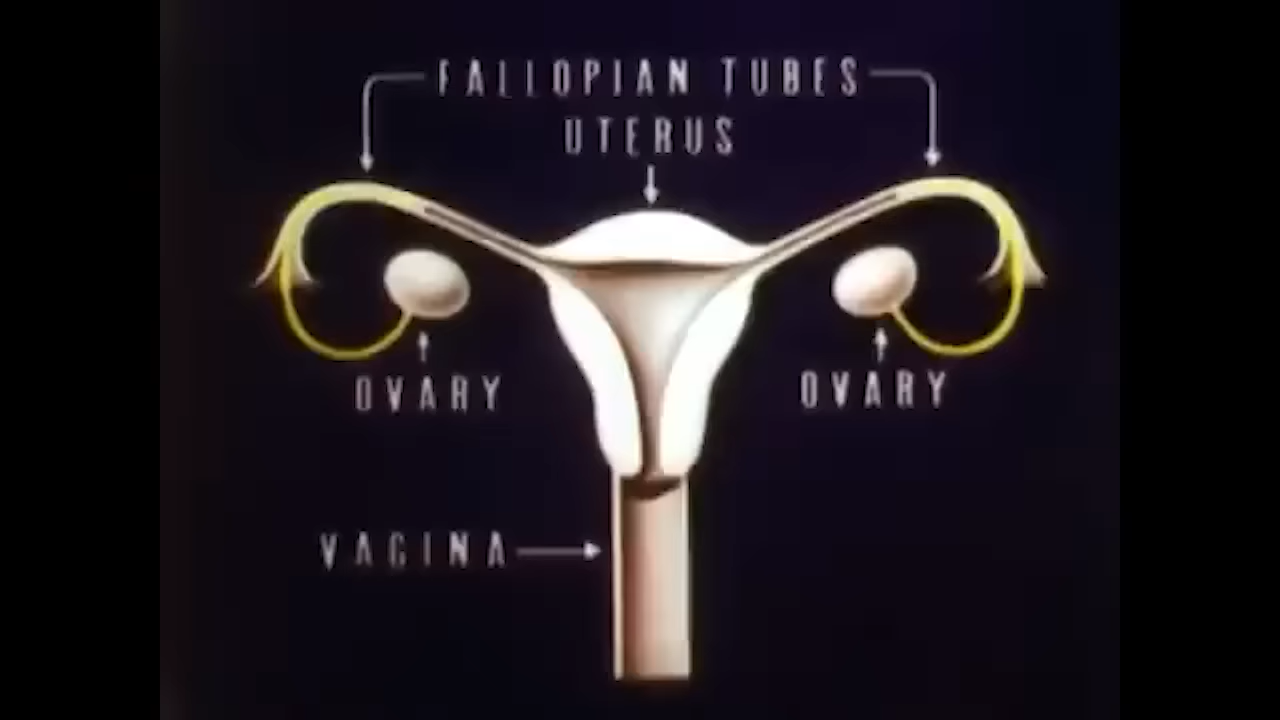 FALLOPIAN TUBES
UTERUS
OVARY
OVARY
VAGINA